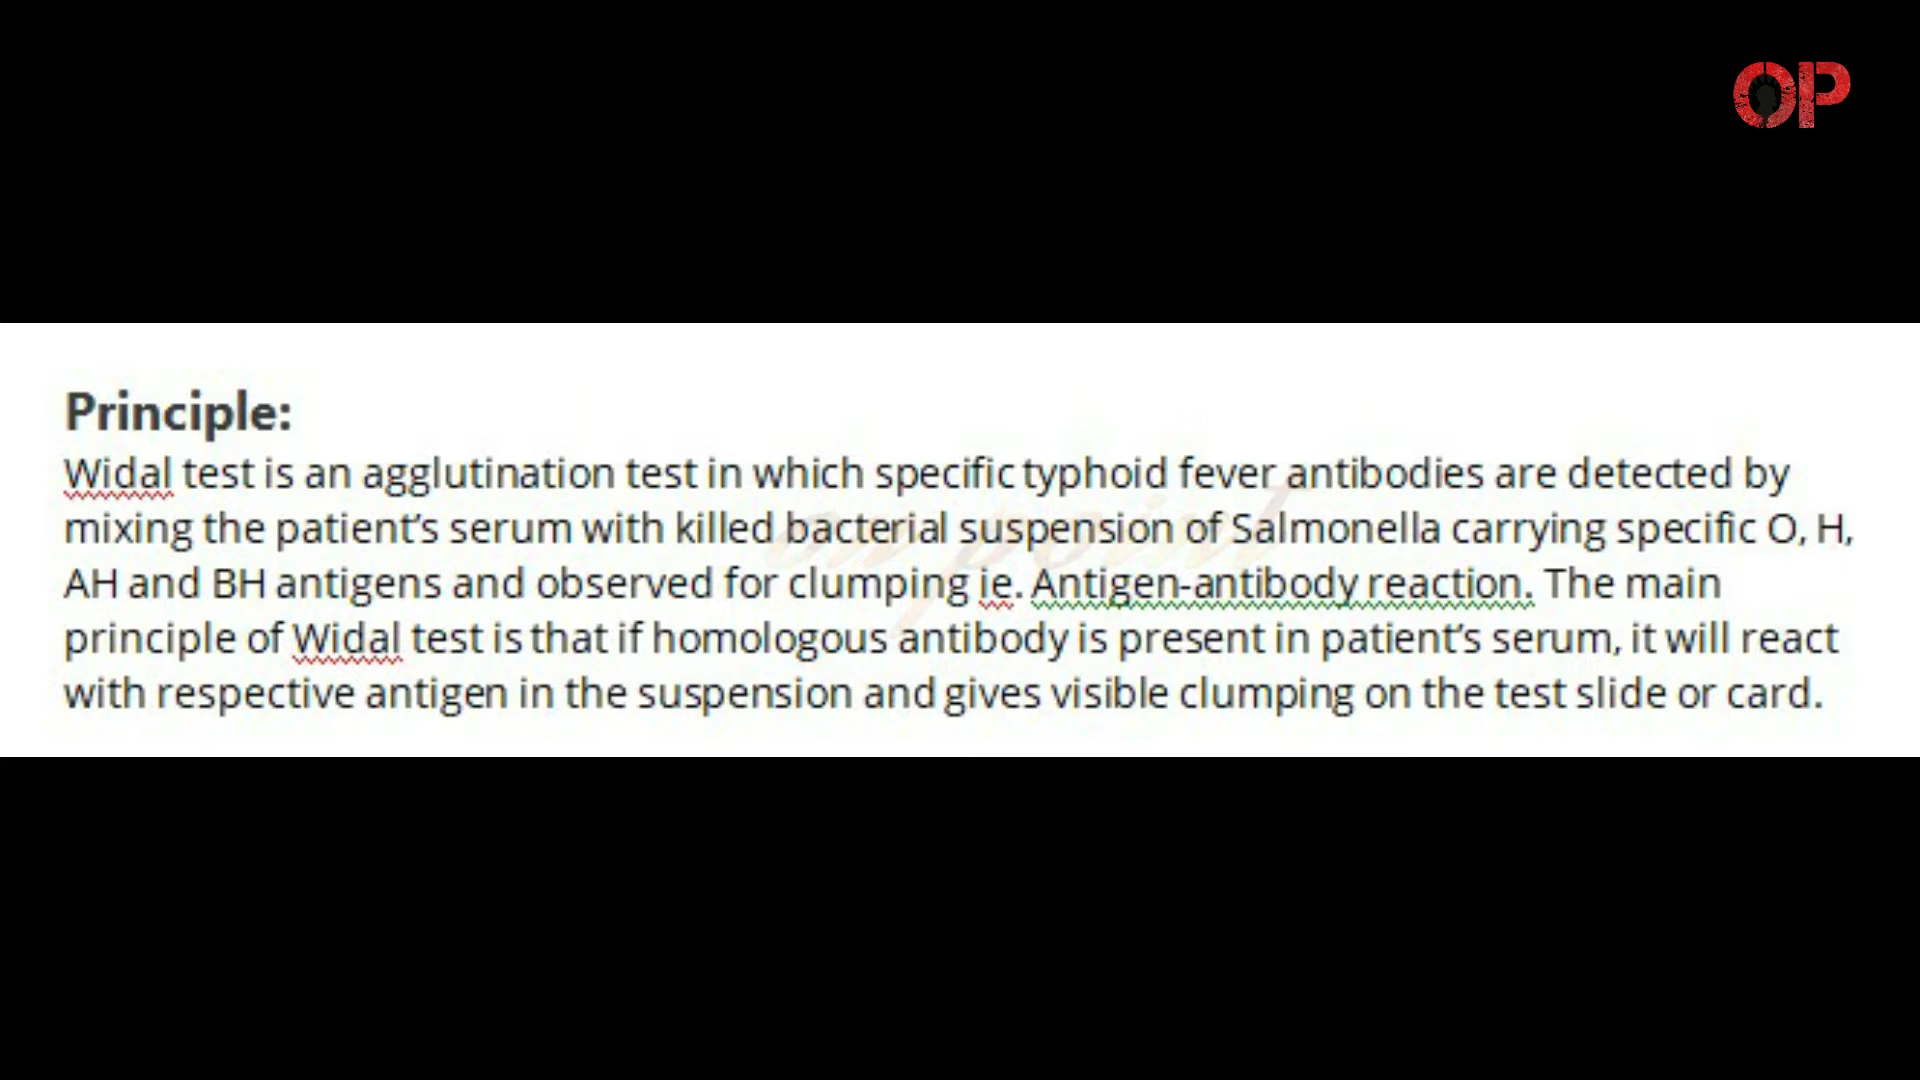 OP
Principle:
Widal test is an agglutination test in which specific typhoid fever antibodies are detected by
mixing the patient’s serum with killed bacterial suspension of Salmonella carrying specific O, H,
AH and BH antigens and observed for clumping ie. Antigen-antibody reaction. The main
principle of Widal test is that if homologous antibody is present in patient’s serum, it will react
with respective antigen in the suspension and gives visible clumping on the test slide or card.
on point